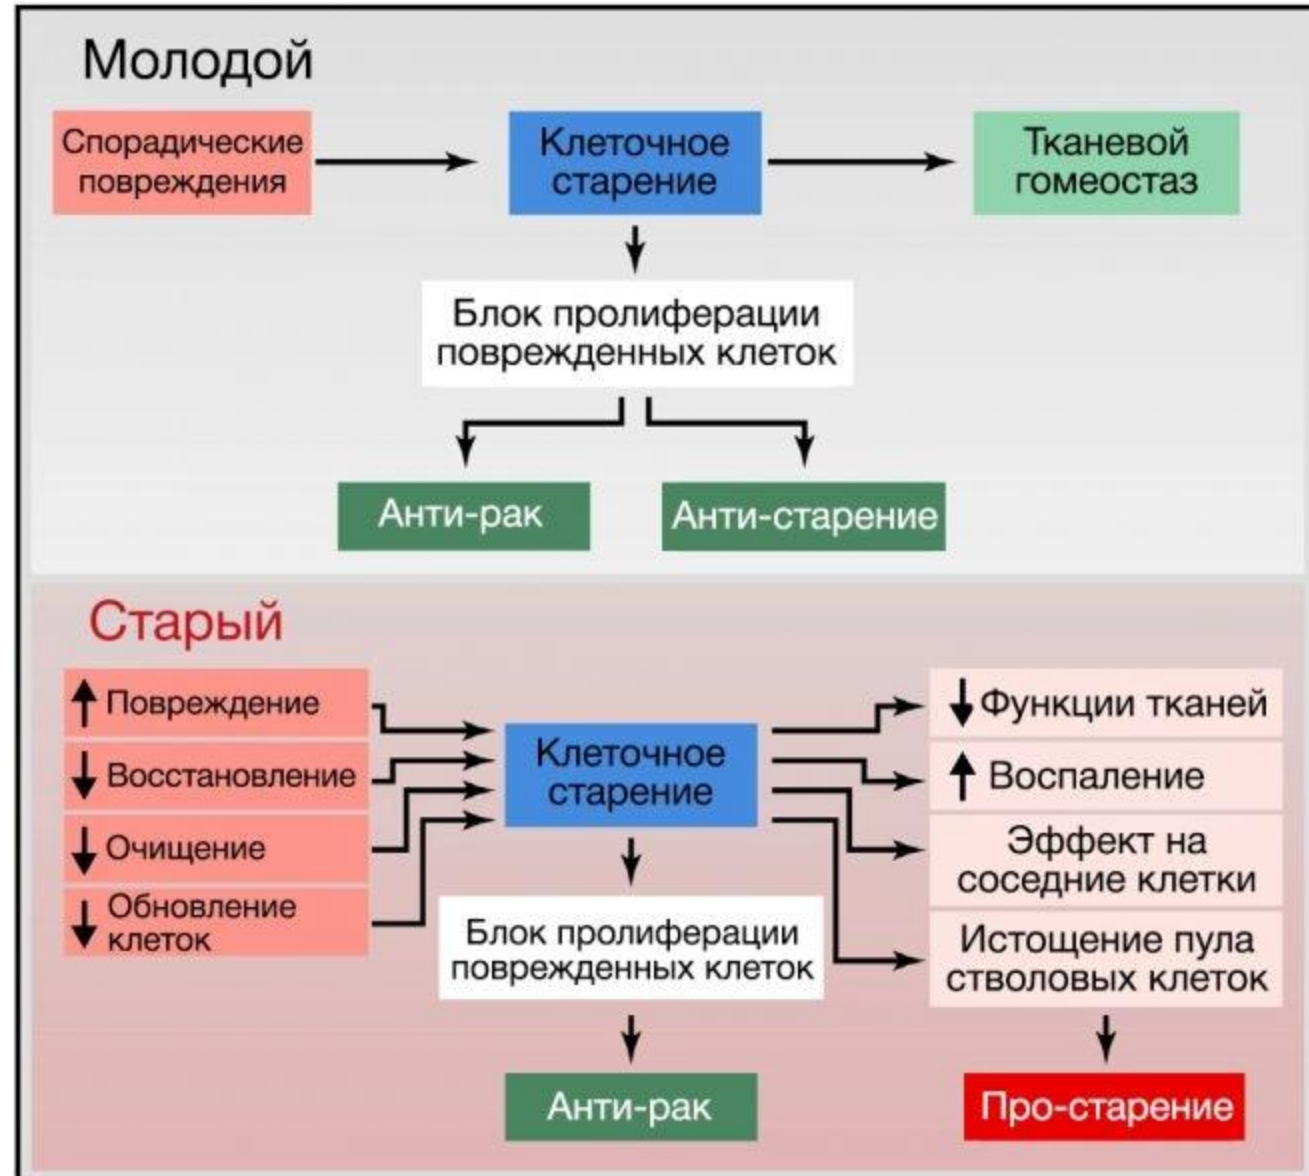 Молодой
Спорадические
повреждения
Клеточное
старение
Тканевой
гомеостаз
Блок пролиферации
поврежденных клеток
Анти-рак
Анти-старение
Старый
↑ Повреждение
↓ Восстановление
↓ Очищение
↓ Обновление
клеток
Клеточное
старение
Блок пролиферации
поврежденных клеток
Анти-рак
↓ Функции тканей
↑ Воспаление
Эффект на
соседние клетки
Истощение пула
стволовых клеток
Про-старение